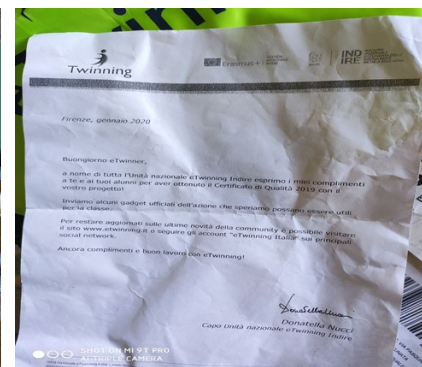 Twinning
Erasmus+
IND
IRE
Firenze, gennaio 2020
Buongiorno eTwinner,
a nome di tutta l'Unità nazionale eTwinning Indire esprimo i miei complimenti
a te e ai tuoi alunni per aver ottenuto il Certificato di Qualità 2019 con il
vostro progetto!
Inviamo alcuni gadget ufficiali dell'azione che speriamo possano essere utili
per la classe.
Per restare aggiornati sulle ultime novità della community è possibile visitare
il sito www.etwinning.it o seguire gli account "eTwinning Italia" sui principali
social network.
Ancora complimenti e buon lavoro con eTwinning!
Donatella Nucci
Capo Unità nazionale eTwinning Indire
SHOT ON MI 9T PRO
AI TRIPLE CAMERA